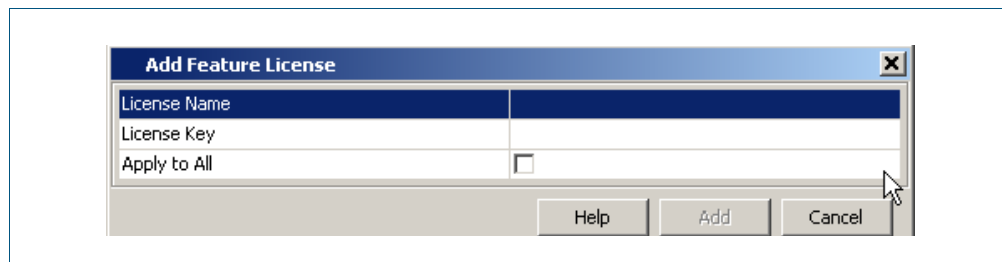 Add Feature License
License Name
License Key
Apply to All
Help Add Cancel